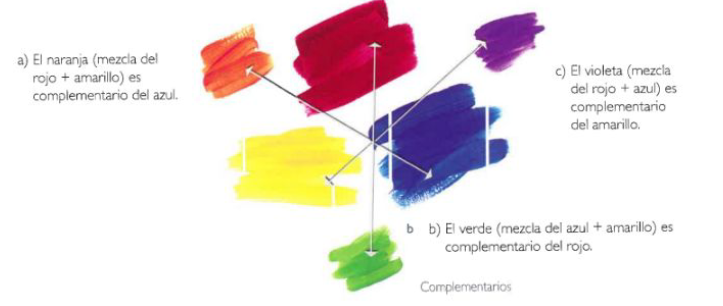 a) El naranja (mezcla del
rojo + amarillo) es
complementario del azul.
c) El violeta (mezcla
del rojo + azul) es
complementario
del amarillo.
b b) El verde (mezcla del azul + amarillo) es
complementario del rojo.
Complementarios